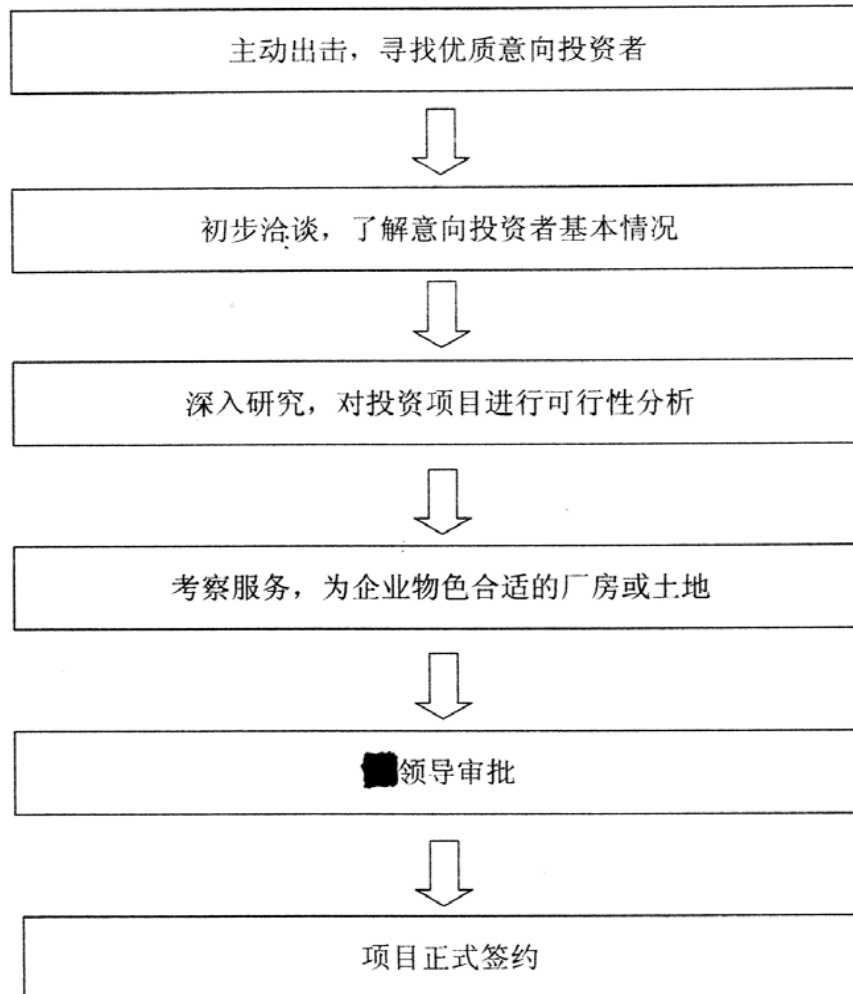 主动出击，寻找优质意向投资者
初步洽谈，了解意向投资者基本情况
深入研究，对投资项目进行可行性分析
考察服务，为企业物色合适的厂房或土地
领导审批
项目正式签约